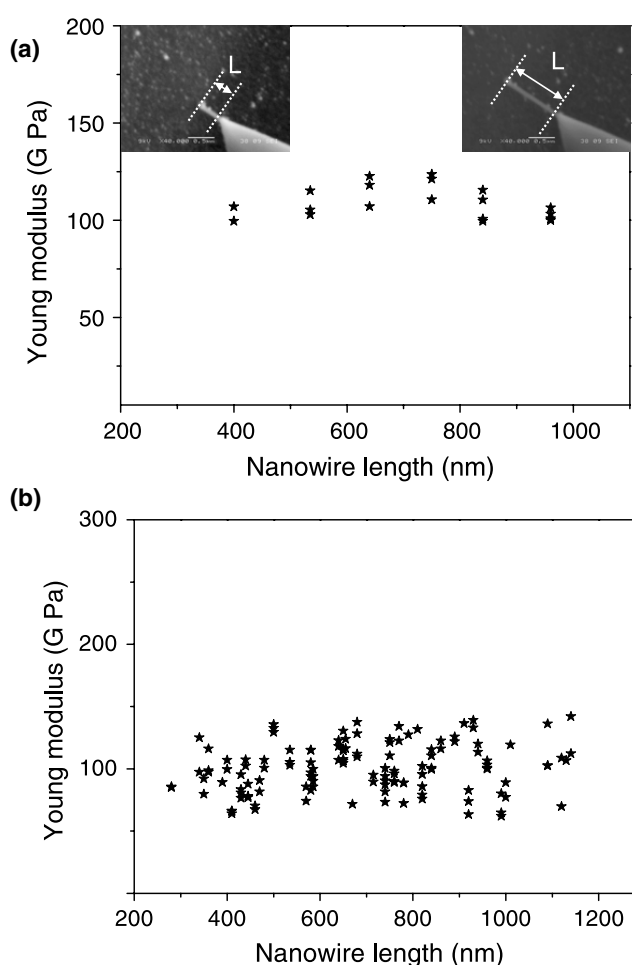 (a)
200
150
100
50
Young modulus (G Pa)
L
L
200 400 600 800 1000
Nanowire length (nm)
(b)
300
200
100
Young modulus (G Pa)
200 400 600 800 1000 1200
Nanowire length (nm)